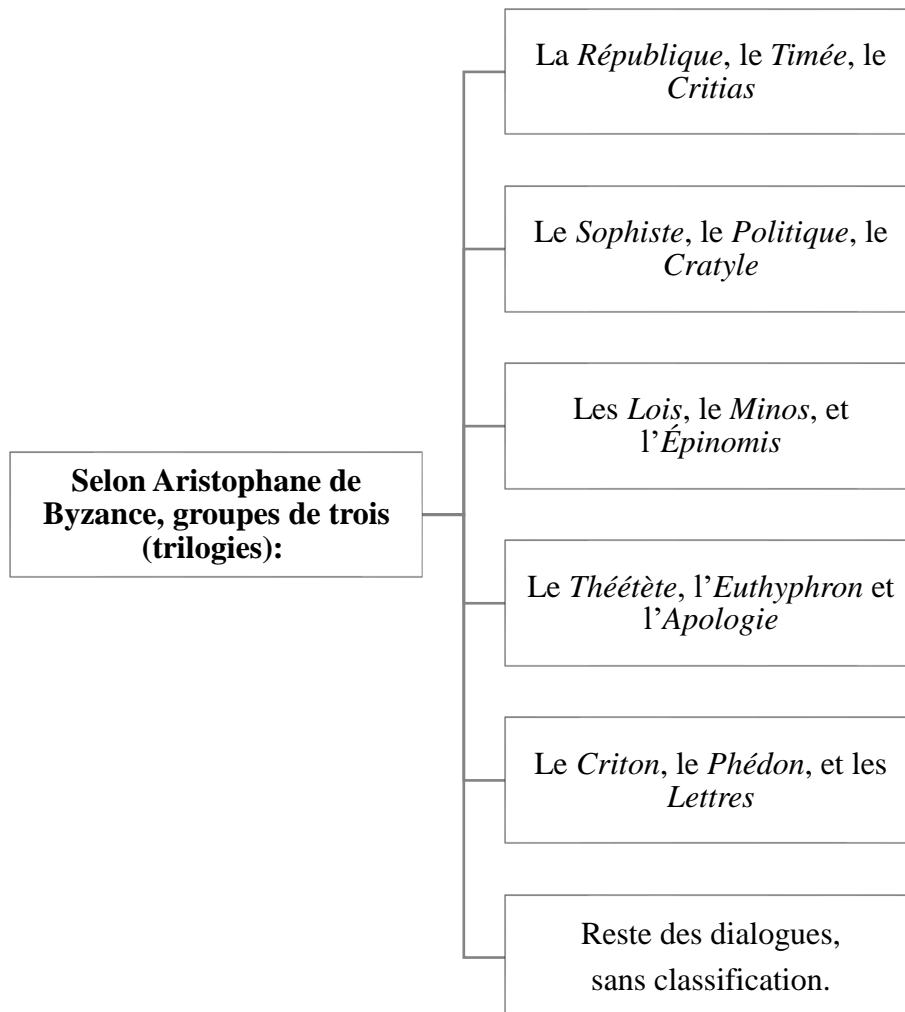 La République, le Timée, le
Critias
Le Sophiste, le Politique, le
Cratyle
Les Lois, le Minos, et
l’Épinomis
Selon Aristophane de
Byzance, groupes de trois
(trilogies):
Le Théétète, l’Euthyphron et
l’Apologie
Le Criton, le Phédon, et les
Lettres
Reste des dialogues,
sans classification.